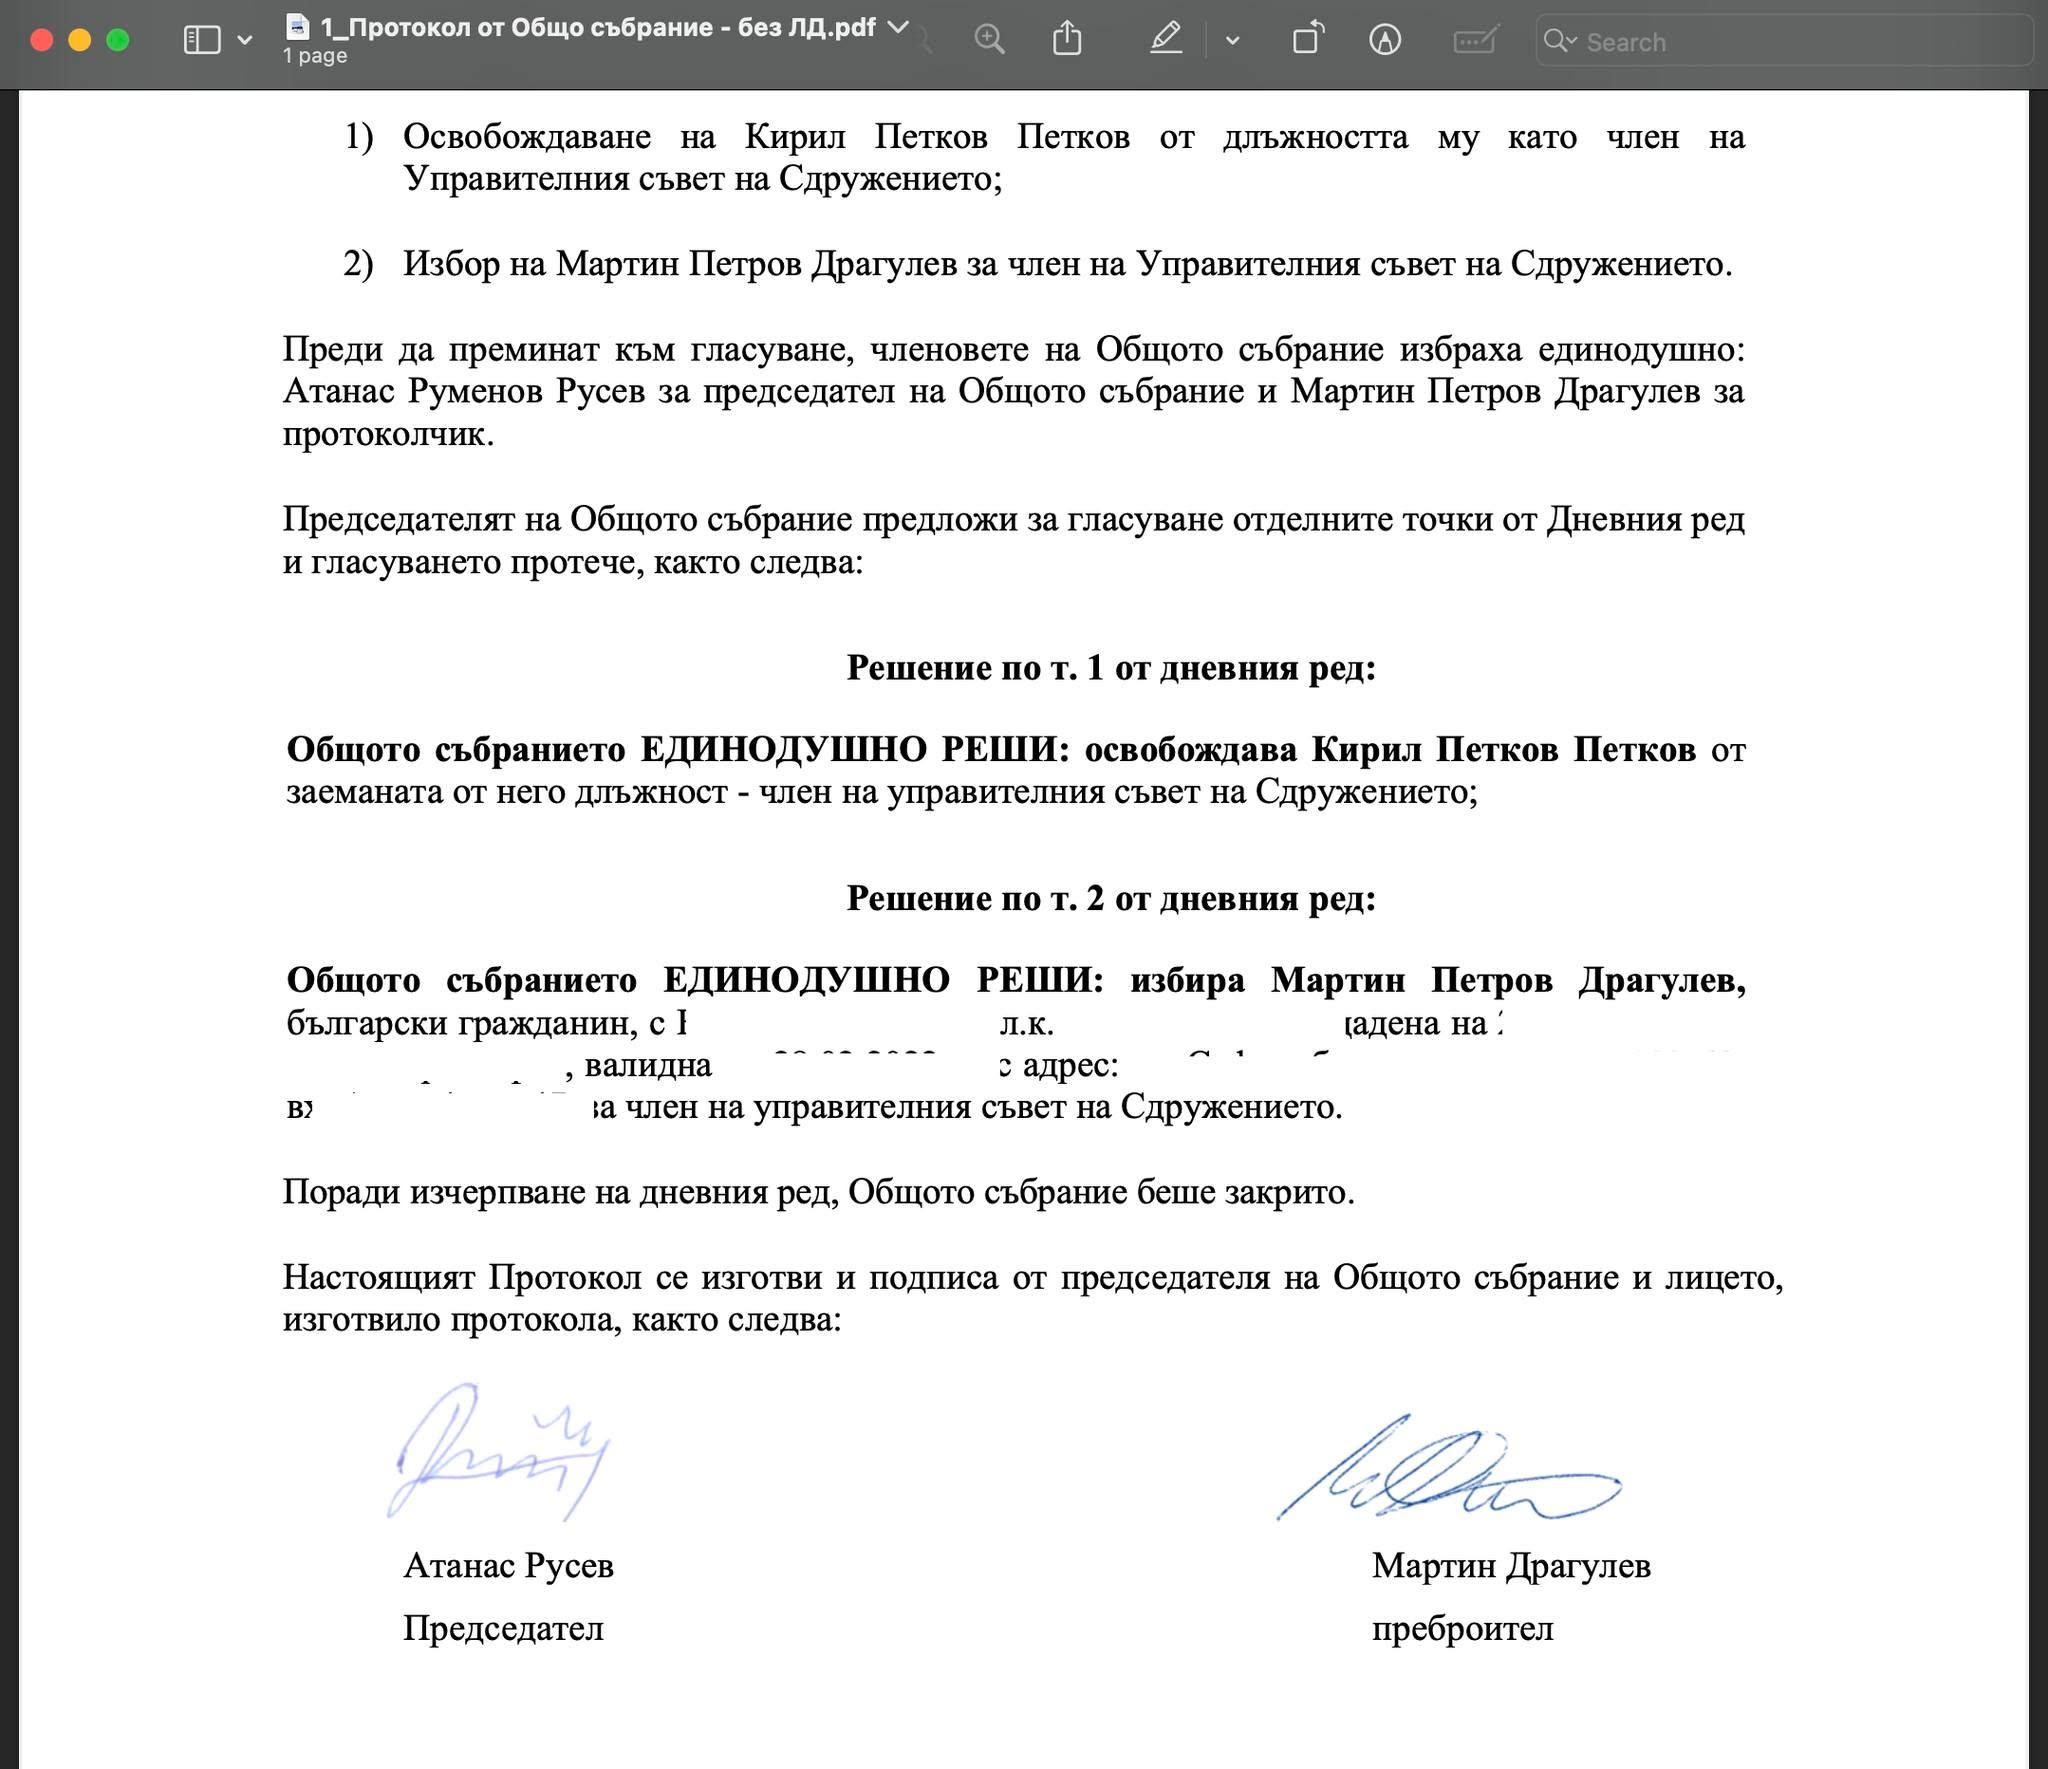 1_Протокол от Общо събрание - без ЛД.pdf
1 page
Search
1) Освобождаване на Кирил Петков Петков от длъжността му като член на
Управителния съвет на Сдружението;
2) Избор на Мартин Петров Драгулев за член на Управителния съвет на Сдружението.
Преди да преминат към гласуване, членовете на Общото събрание избраха единодушно:
Атанас Руменов Русев за председател на Общото събрание и Мартин Петров Драгулев за
протоколчик.
Председателят на Общото събрание предложи за гласуване отделните точки от Дневния ред
и гласуването протече, както следва:
Решение по т. 1 от дневния ред:
Общото събранието ЕДИНОДУШНО РЕШИ: освобождава Кирил Петков Петков от
заеманата от него длъжност - член на управителния съвет на Сдружението;
Решение по т. 2 от дневния ред:
Общото събранието ЕДИНОДУШНО РЕШИ: избира Мартин Петров Драгулев,
български гражданин, с л.к. на
, валидна с адрес:
за член на управителния съвет на Сдружението.
Поради изчерпване на дневния ред, Общото събрание беше закрито.
Настоящият Протокол се изготви и подписа от председателя на Общото събрание и лицето,
изготвило протокола, както следва:
Атанас Русев
Мартин Драгулев
Председател
преброител